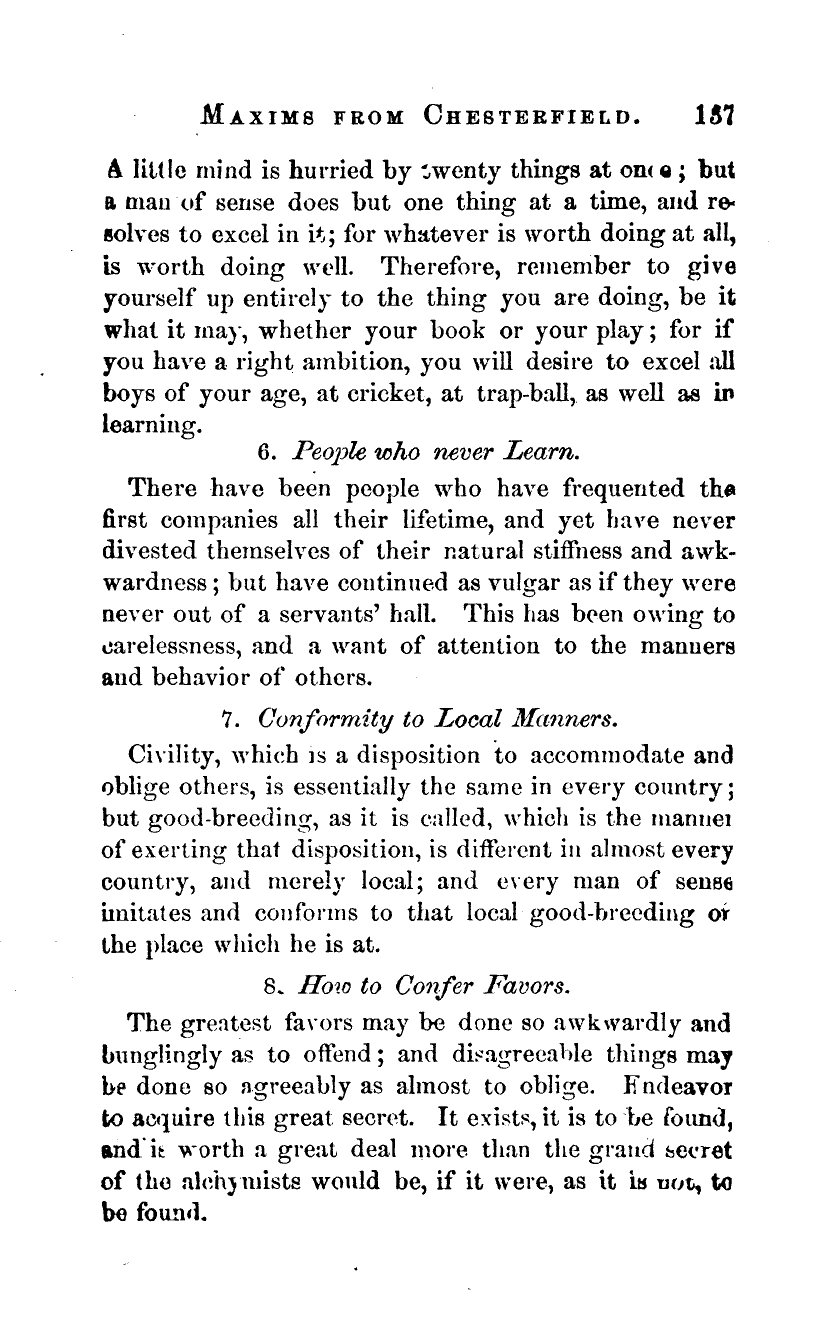 MAXIMS FROM CHESTERFIELD. 157
A little mind is hurried by twenty things at once; but
a man of sense does but one thing at a time, and re-
solves to excel in it; for whatever is worth doing at all,
is worth doing well. Therefore, remember to give
yourself up entirely to the thing you are doing, be it
what it may, whether your book or your play; for if
you have a right ambition, you will desire to excel all
boys of your age, at cricket, at trap-ball, as well as in
learning.
6. People who never Learn.
There have been people who have frequented the
first companies all their lifetime, and yet have never
divested themselves of their natural stiffness and awk-
wardness; but have continued as vulgar as if they were
never out of a servants' hall. This has been owing to
carelessness, and a want of attention to the manners
and behavior of others.
7. Conformity to Local Manners.
Civility, which is a disposition to accommodate and
oblige others, is essentially the same in every country;
but good-breeding, as it is called, which is the manner
of exerting that disposition, is different in almost every
country, and merely local; and every man of sense
imitates and conforms to that local good-breeding of
the place which he is at.
8. How to Confer Favors.
The greatest favors may be done so awkwardly and
bunglingly as to offend; and disagreeable things may
be done so agreeably as almost to oblige. Endeavor
to acquire this great secret. It exists, it is to be found,
and it worth a great deal more than the grand secret
of the alchymists would be, if it were, as it is not, to
be found.